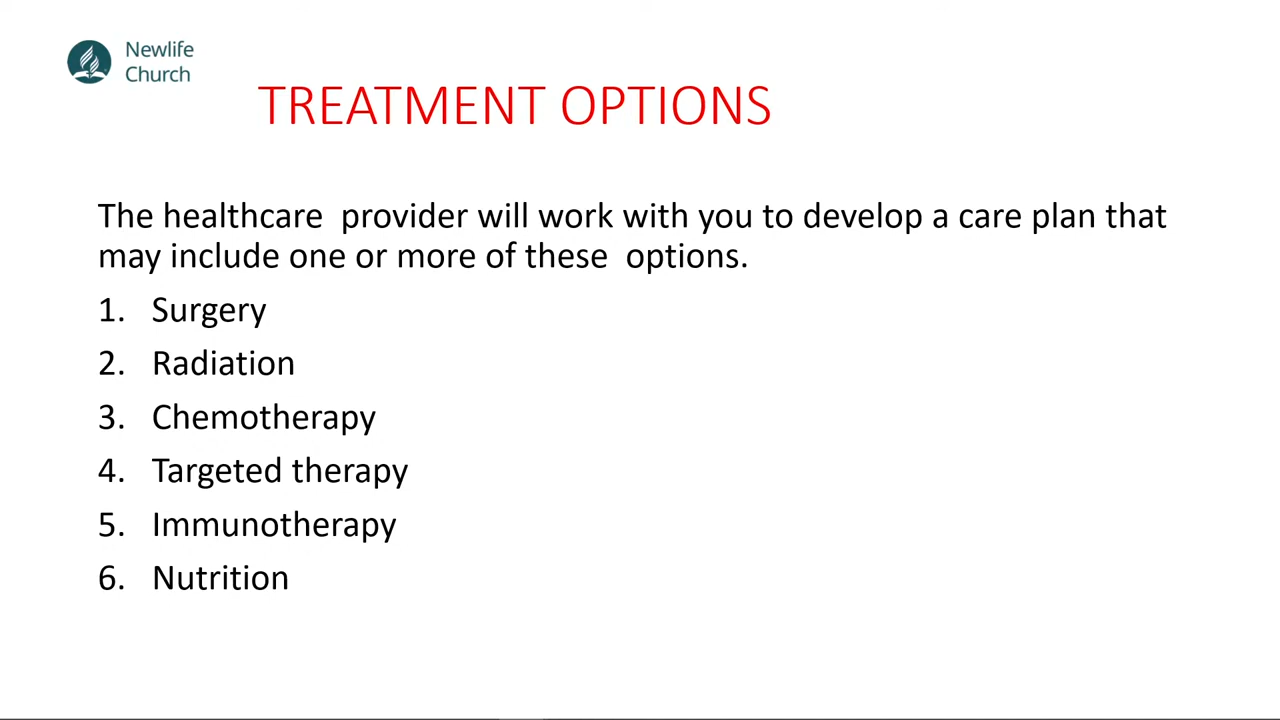 Newlife
Church
TREATMENT OPTIONS
The healthcare  provider will work with you to develop a care plan that
may include one or more of these  options.
1. Surgery
2. Radiation
3. Chemotherapy
4. Targeted therapy
5. Immunotherapy
6. Nutrition